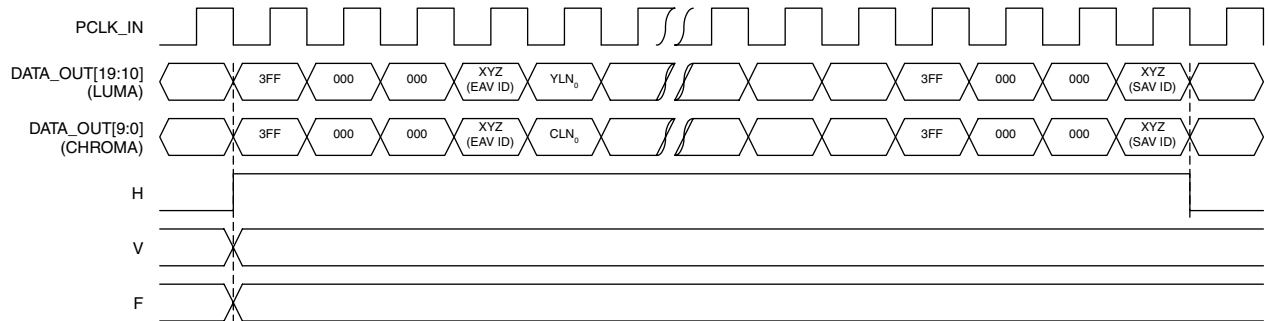 PCLK_IN
DATA_OUT[19:10]
(LUMA)
3FF 000 000 XYZ (EAV ID) YLN0 3FF 000 000 XYZ (SAV ID)
DATA_OUT[9:0]
(CHROMA)
3FF 000 000 XYZ (EAV ID) CLN0 3FF 000 000 XYZ (SAV ID)
H
V
F